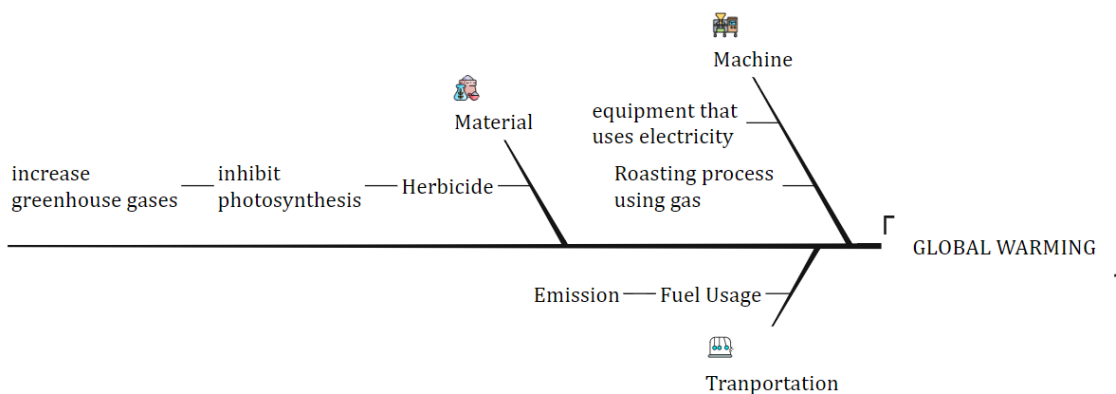 Machine
Material
equipment that
uses electricity
increase
greenhouse gases
inhibit
photosynthesis
Herbicide
Roasting process
using gas
GLOBAL WARMING
Emission
Fuel Usage
Tranportation